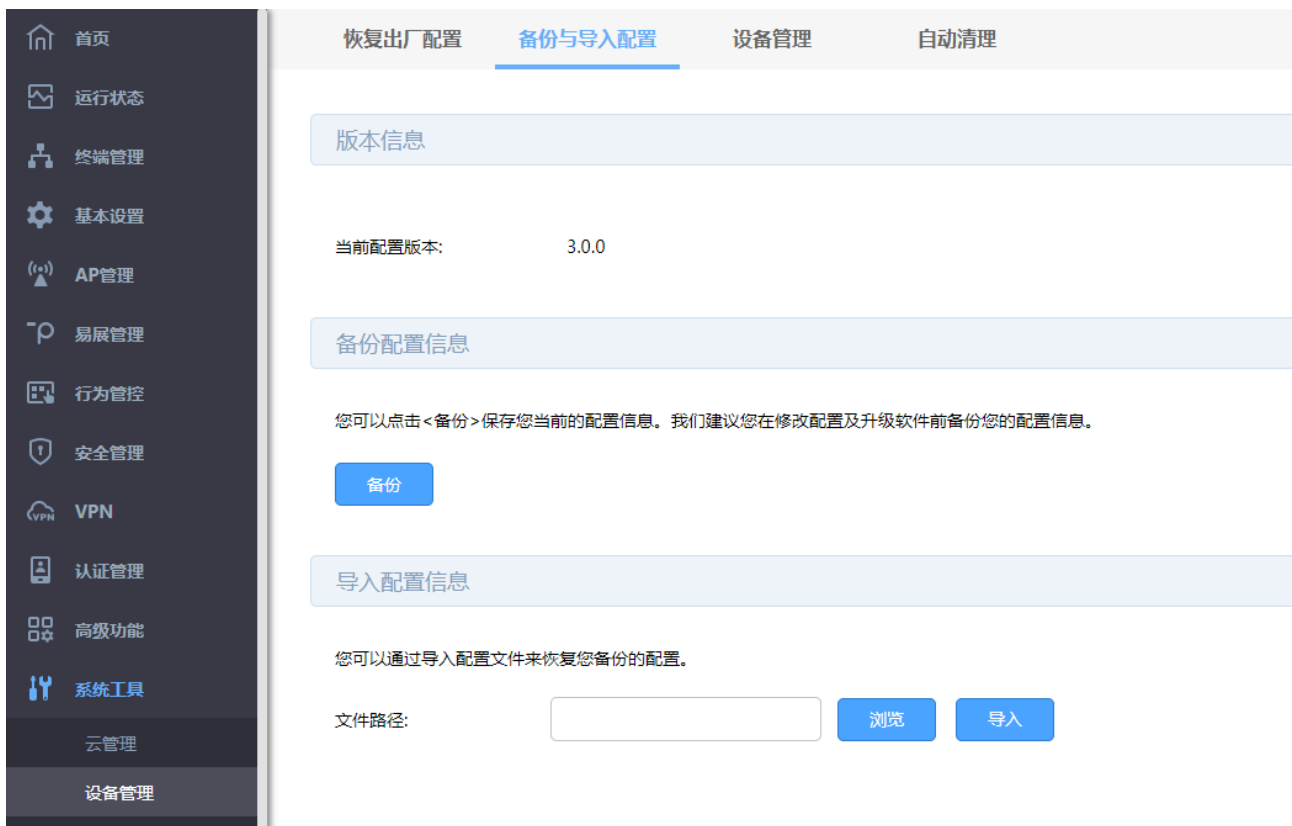 首页
运行状态
终端管理
基本设置
AP管理
易展管理
行为管控
安全管理
VPN
VPN
认证管理
高级功能
系统工具
云管理
设备管理
恢复出厂配置 备份与导入配置 设备管理 自动清理
版本信息
当前配置版本: 3.0.0
备份配置信息
您可以点击<备份>保存您当前的配置信息。我们建议您在修改配置及升级软件前备份您的配置信息。
备份
导入配置信息
您可以通过导入配置文件来恢复您备份的配置。
文件路径: 浏览 导入